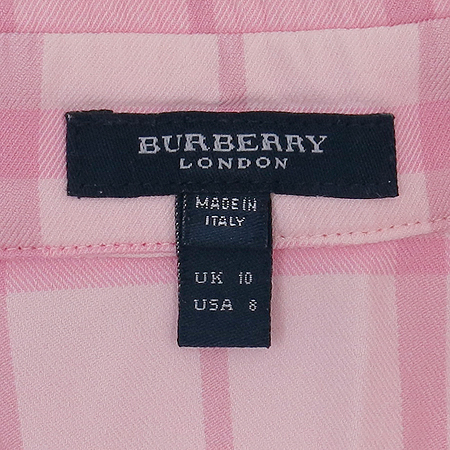 BURBERRY
LONDON
MADE IN
ITALY
UK 10
USA 8